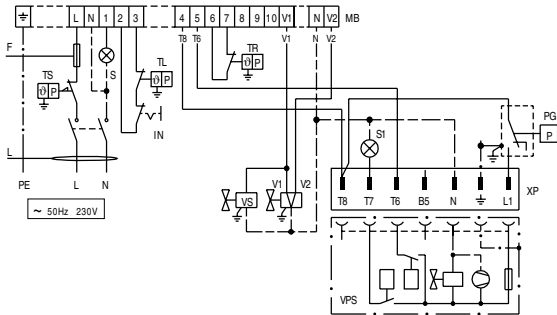 L N 1 2 3 4 5 6 7 8 9 10 V1 N V2 MB
T8 T6 V1 N V2
F
TS
ϑ P
S
TL
ϑ P
TR
ϑ P
IN
L
PE L N
~ 50Hz 230V
S1
PG
P
VS
V1 V2
XP
T8 T7 T6 B5 N L1
VPS